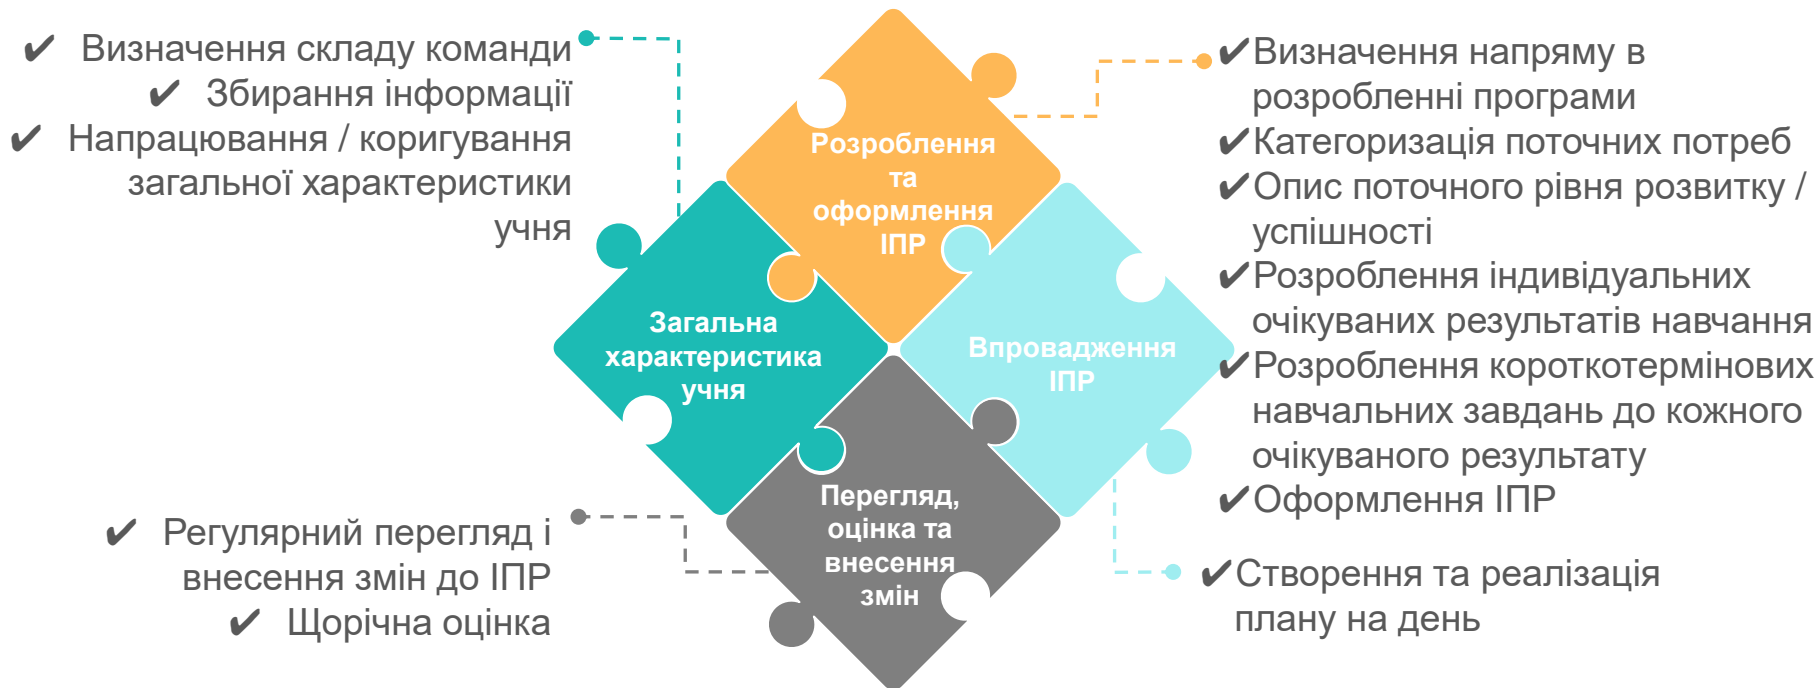 ✔ Визначення складу команди
✔ Збирання інформації
✔ Напрацювання / коригування
загальної характеристики
учня
Розроблення
та
оформлення
ІПР
✔Визначення напряму в
розробленні програми
✔Категоризація поточних потреб
✔Опис поточного рівня розвитку /
успішності
✔Розроблення індивідуальних
очікуваних результатів навчання
✔Розроблення короткотермінових
навчальних завдань до кожного
очікуваного результату
✔Оформлення ІПР
Загальна
характеристика
учня
Впровадження
ІПР
Перегляд,
оцінка та
внесення
змін
✔ Регулярний перегляд і
внесення змін до ІПР
✔ Щорічна оцінка
✔Створення та реалізація
плану на день